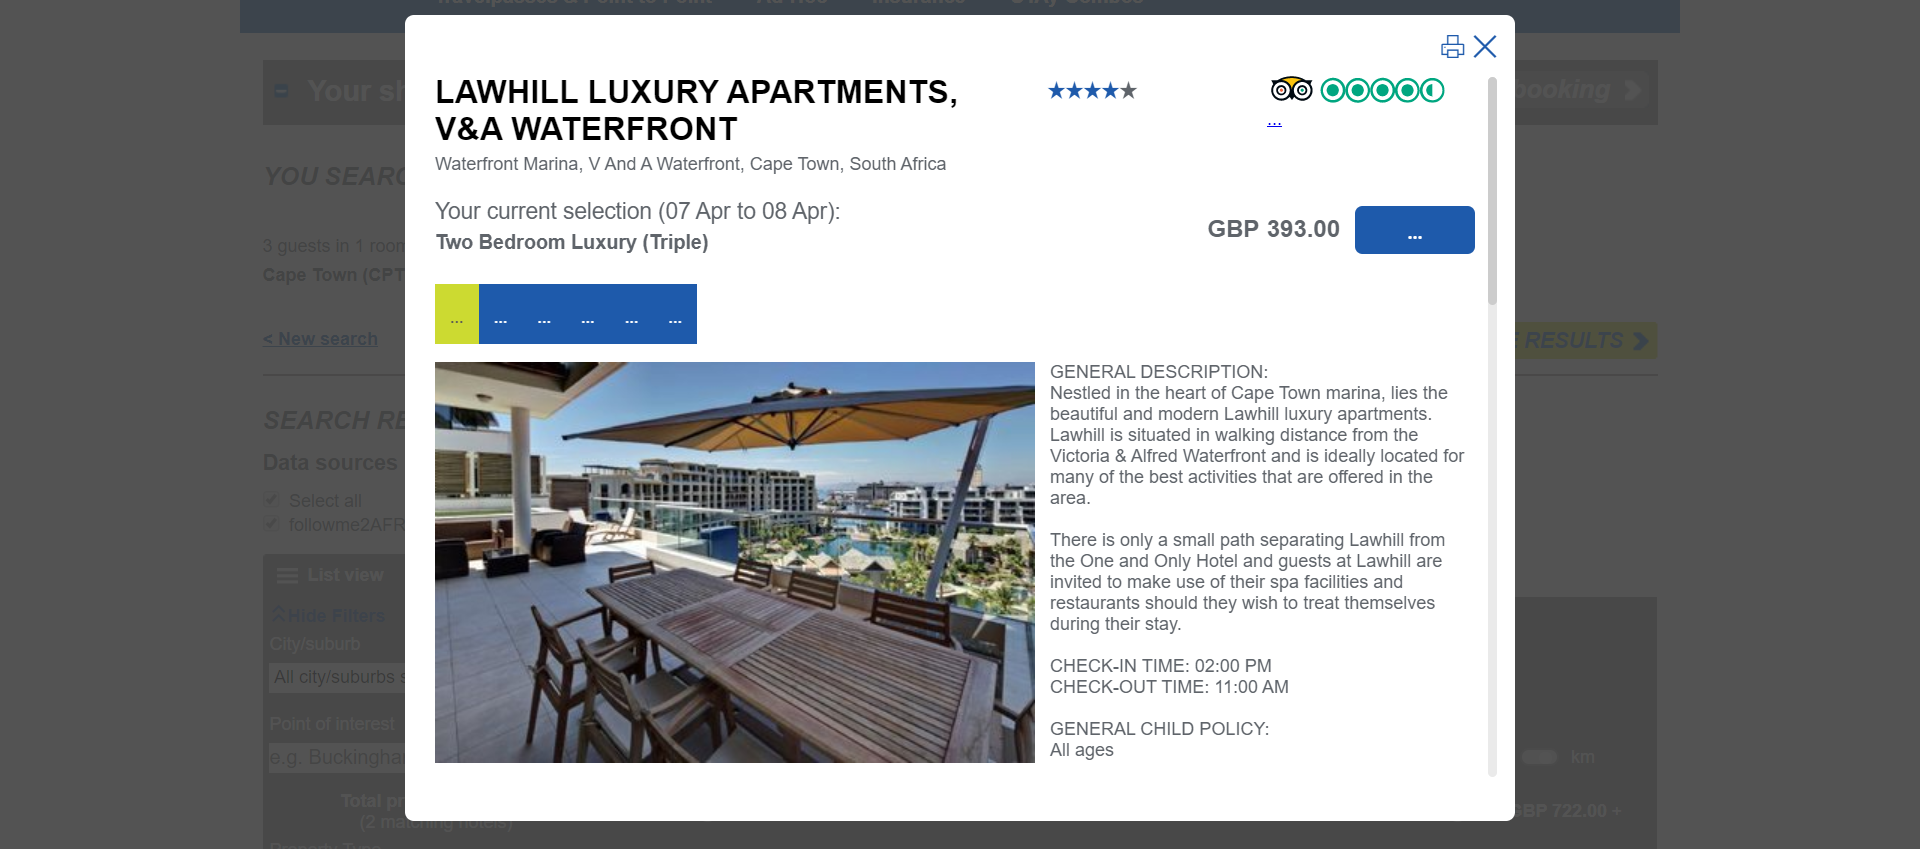 Your sh
booking
LAWHILL LUXURY APARTMENTS,
V&A WATERFRONT
...
Waterfront Marina, V And A Waterfront, Cape Town, South Africa
YOU SEARC
Your current selection (07 Apr to 08 Apr):
Two Bedroom Luxury (Triple)
GBP 393.00
...
3 guests in 1 room
Cape Town (CPT
... ... ... ... ... ...
< New search
RESULTS
GENERAL DESCRIPTION:
Nestled in the heart of Cape Town marina, lies the
beautiful and modern Lawhill luxury apartments.
Lawhill is situated in walking distance from the
Victoria & Alfred Waterfront and is ideally located for
many of the best activities that are offered in the
area.
There is only a small path separating Lawhill from
the One and Only Hotel and guests at Lawhill are
invited to make use of their spa facilities and
restaurants should they wish to treat themselves
during their stay.
CHECK-IN TIME: 02:00 PM
CHECK-OUT TIME: 11:00 AM
GENERAL CHILD POLICY:
All ages
SEARCH RE
Data sources
Select all
followme2AFR
List view
Hide Filters
City/suburb
All city/suburbs s
Point of interest
e.g. Buckingha
km
Total pr
(2 matching hotels)
GBP 722.00 +